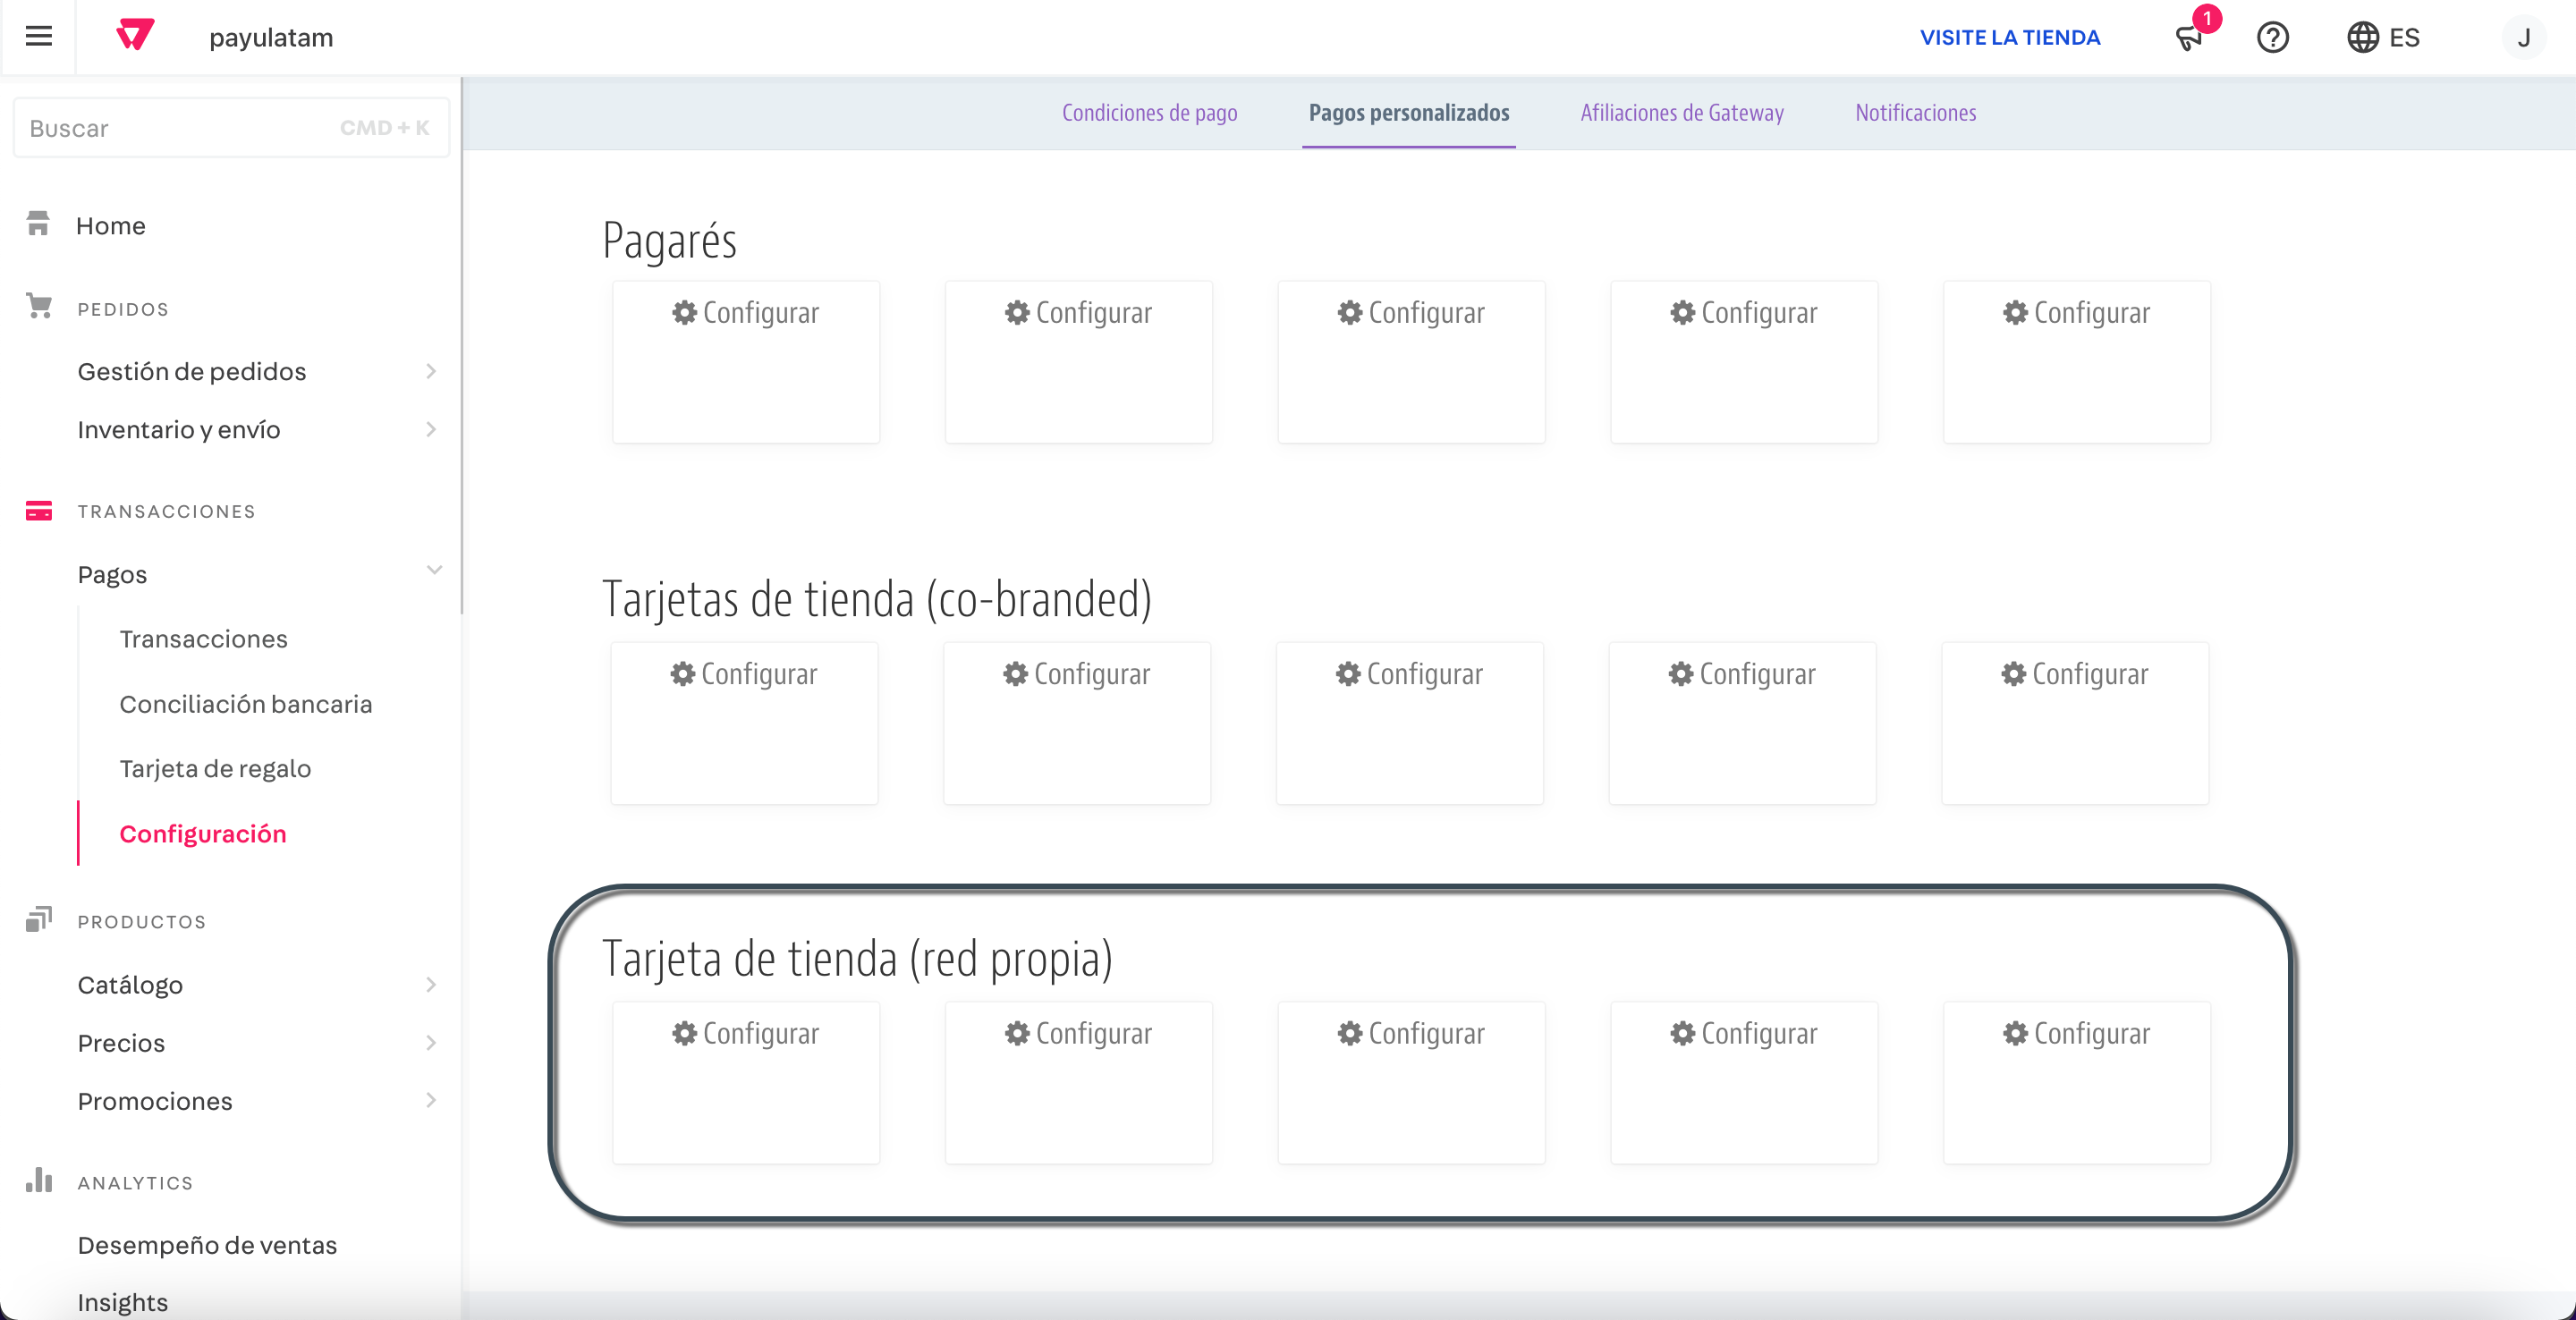 payulatam
VISITE LA TIENDA
1
ES
J
Buscar
CMD + K
Home
PEDIDOS
Gestión de pedidos
Inventario y envío
TRANSACCIONES
Pagos
Transacciones
Conciliación bancaria
Tarjeta de regalo
Configuración
PRODUCTOS
Catálogo
Precios
Promociones
ANALYTICS
Desempeño de ventas
Insights
Condiciones de pago
Pagos personalizados
Afiliaciones de Gateway
Notificaciones
Pagarés
Configurar
Configurar
Configurar
Configurar
Configurar
Tarjetas de tienda (co-branded)
Configurar
Configurar
Configurar
Configurar
Configurar
Tarjeta de tienda (red propia)
Configurar
Configurar
Configurar
Configurar
Configurar